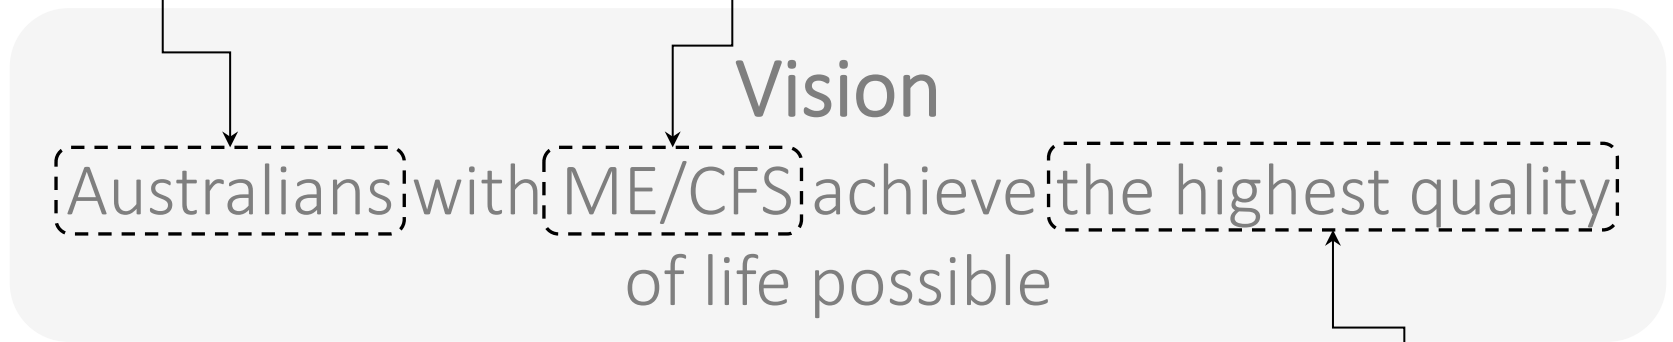 Vision
Australians with ME/CFS achieve the highest quality
of life possible